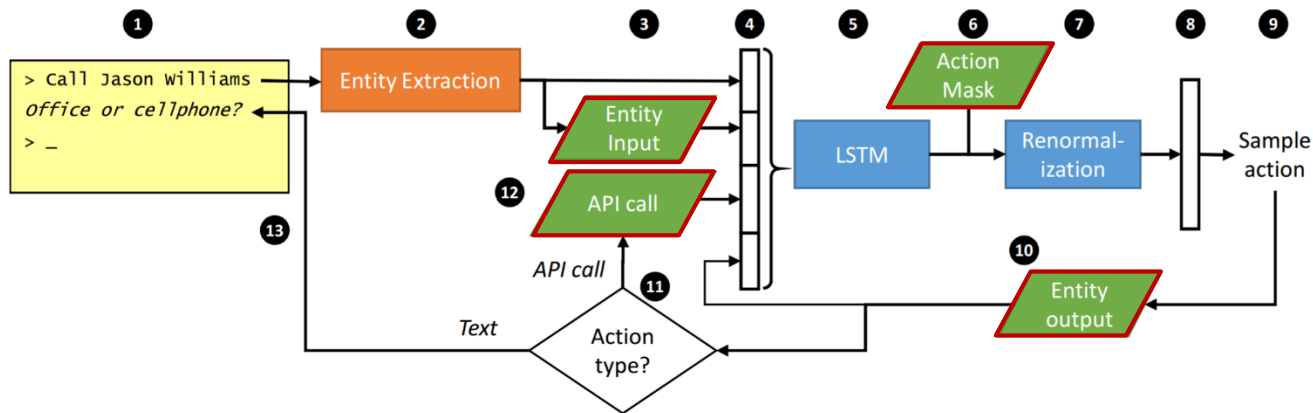 1 2 3 4 5 6 7 8 9
> Call Jason Williams
Office or cellphone?
> _
Entity Extraction
Entity
Input
12
API call
LSTM
Action
Mask
Renormal-
ization
Sample
action
13
API call
11
Text
Action
type?
10
Entity
output